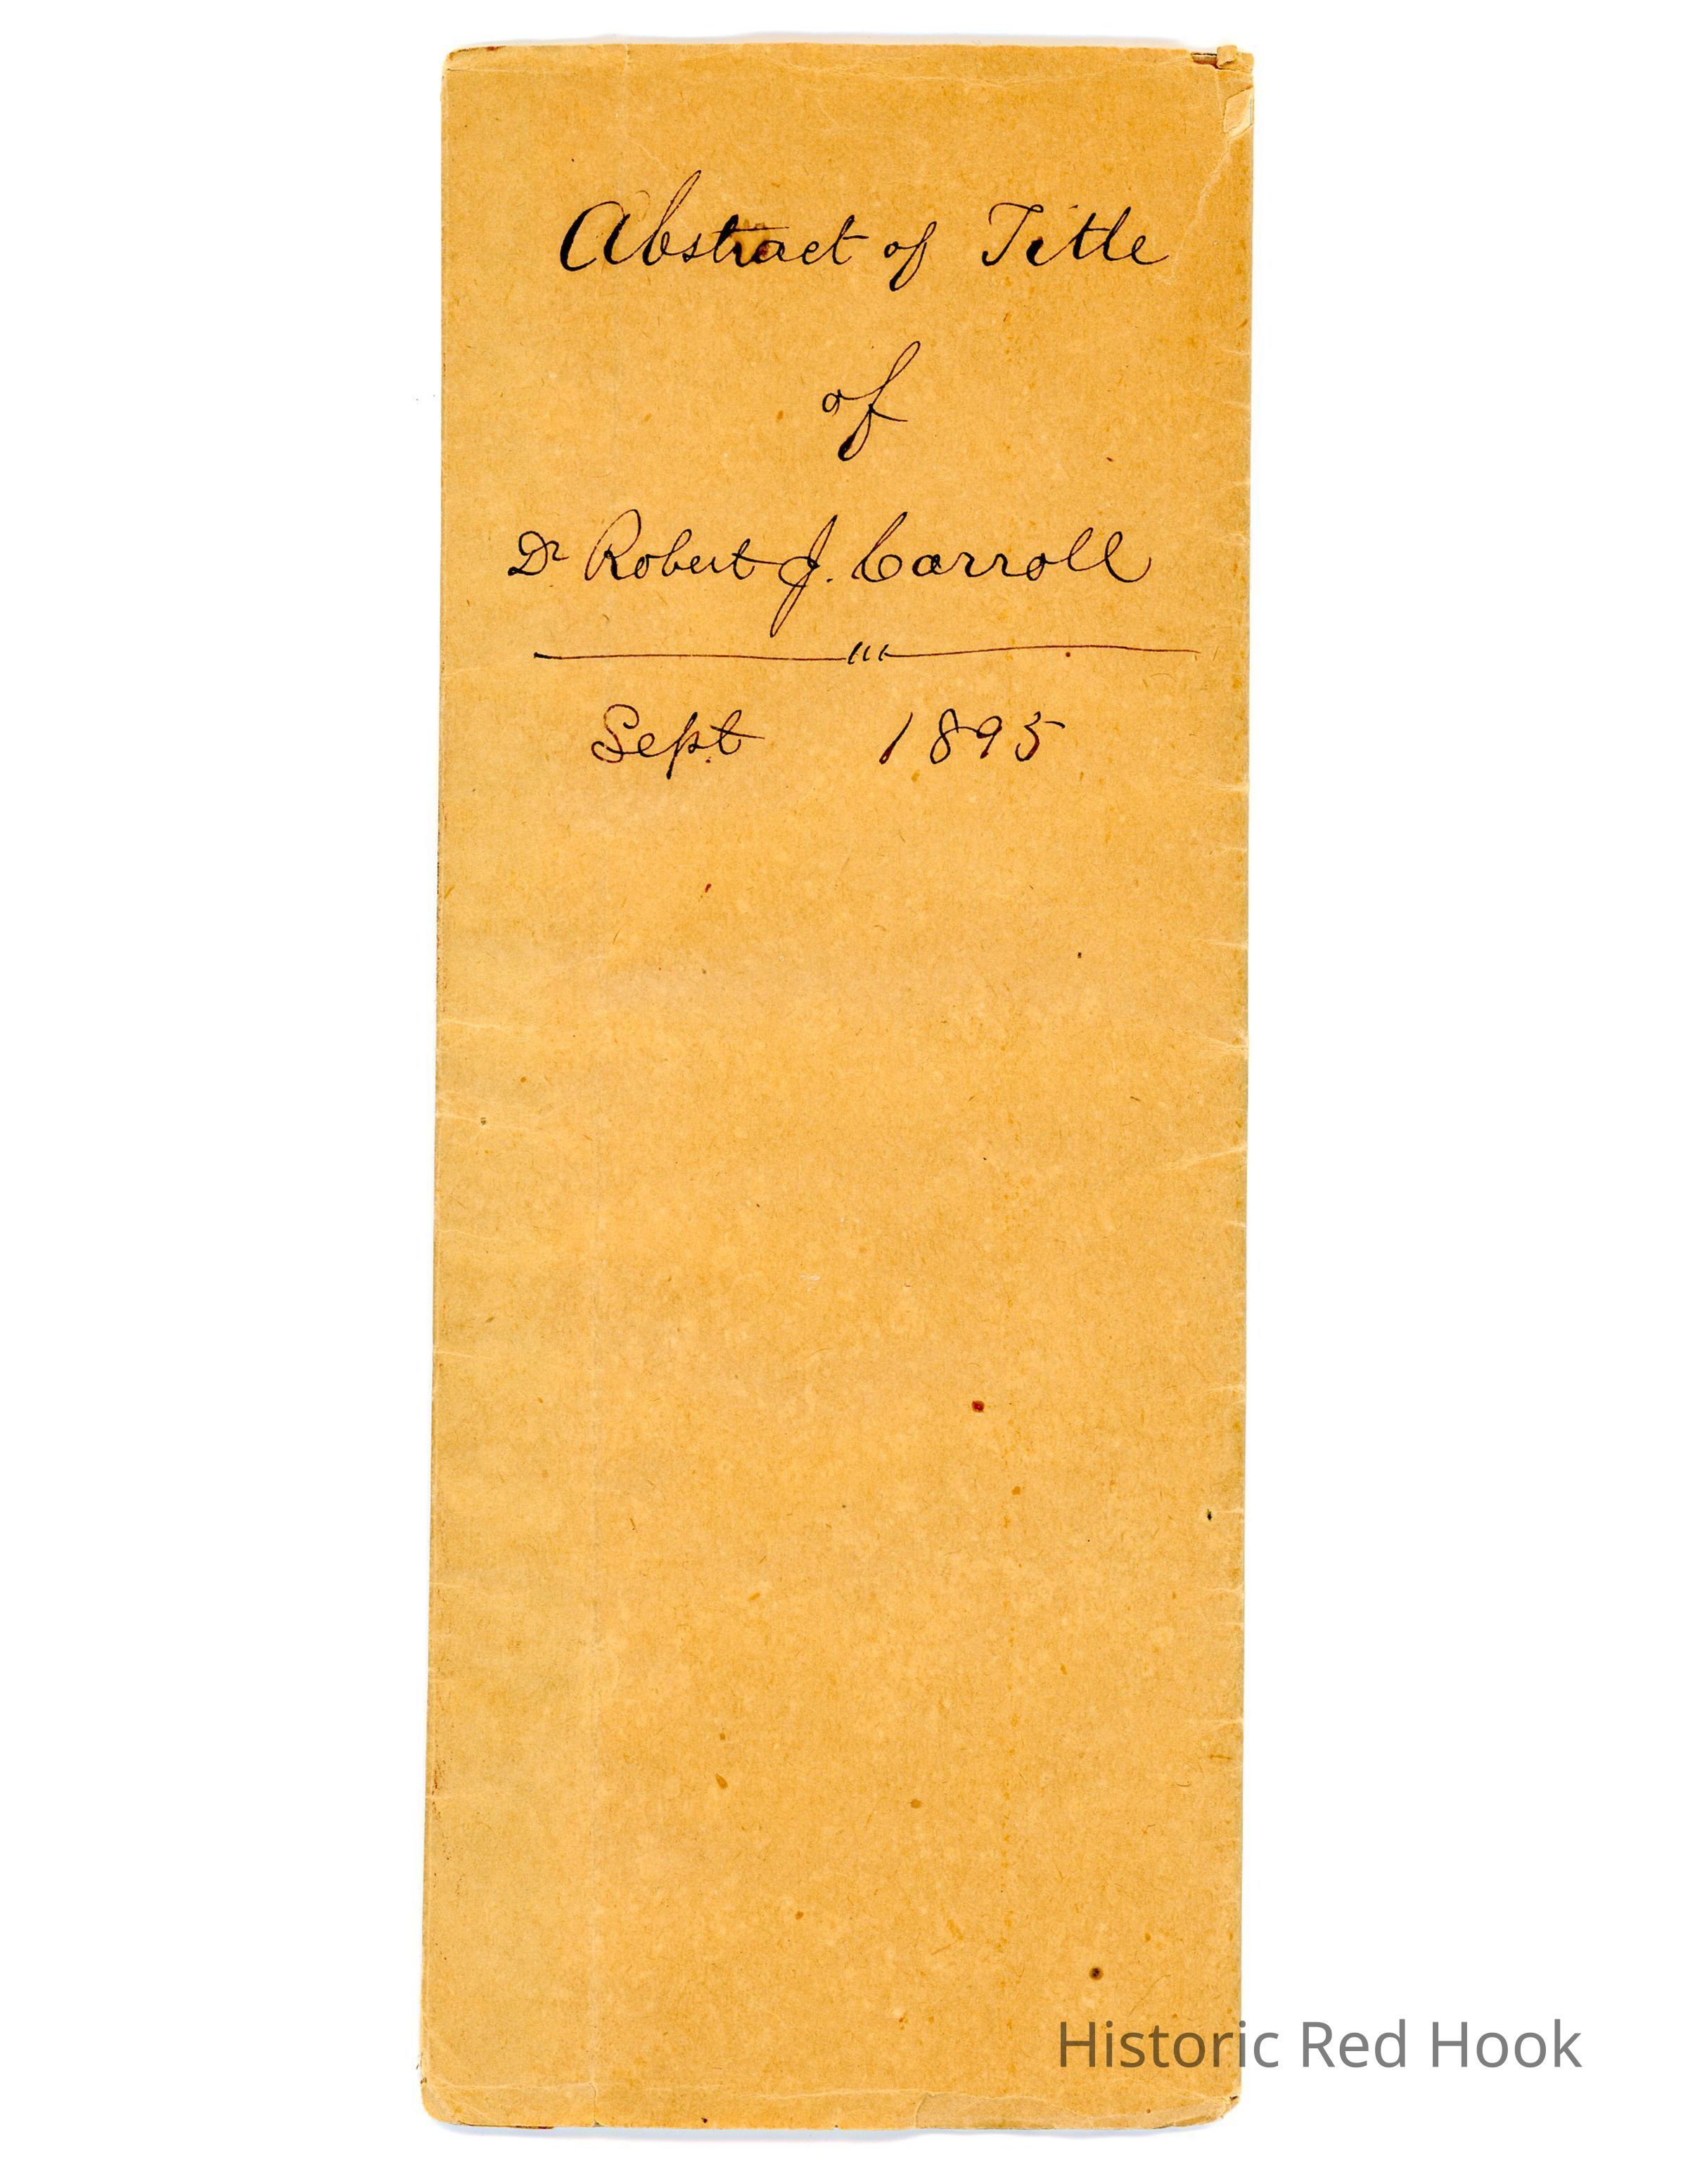 Abstract of Title
of
Dr Robert J. Carroll
Sept 1895
Historic Red Hook